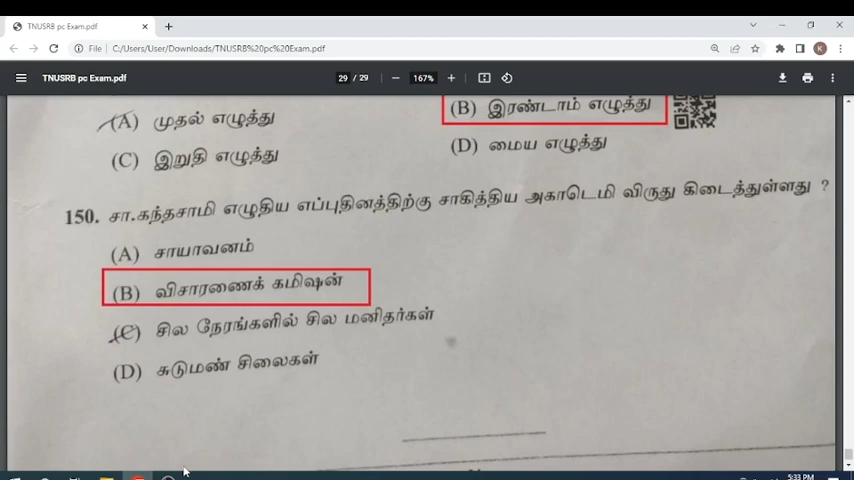 TNUSRB pc Exam.pdf
File | C:/Users/User/Downloads/TNUSRB%20pc%20Exam.pdf
K
TNUSRB pc Exam.pdf 29 / 29 167%
(A) முதல் எழுத்து (B) இரண்டாம் எழுத்து
(C) இறுதி எழுத்து (D) மைய எழுத்து
150. சா.கந்தசாமி எழுதிய எப்புதினத்திற்கு சாகித்திய அகாடெமி விருது கிடைத்துள்ளது ?
(A) சாயாவனம்
(B) விசாரணைக் கமிஷன்
(C) சில நேரங்களில் சில மனிதர்கள்
(D) சுடுமண் சிலைகள்
5:33 PM